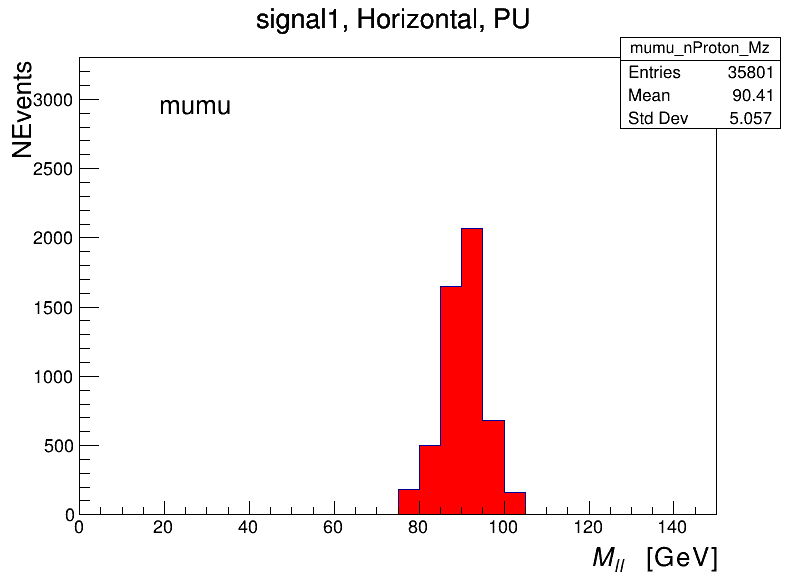 signal1, Horizontal, PU
mumu_nProton_Mz
Entries 35801
Mean 90.41
Std Dev 5.057
NEvents
mumu
3000
2500
2000
1500
1000
500
0
0 20 40 60 80 100 120 140
M_ll [GeV]